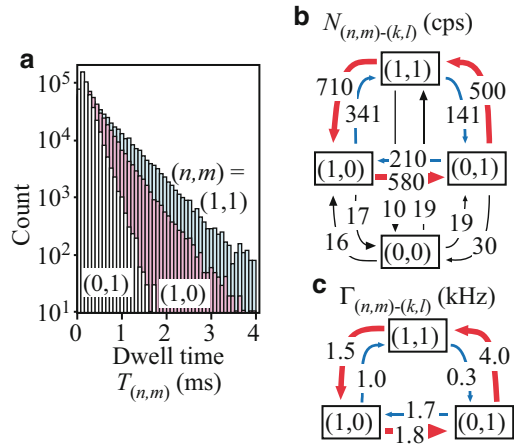 a
Count
10^5
10^4
10^3
10^2
10^1
(n,m) =
(1,1)
(0,1)
(1,0)
0 1 2 3 4
Dwell time
T_(n,m) (ms)
b N_(n,m)-(k,l) (cps)
(1,1)
710 500
341 141
(1,0) 210 (0,1)
580
17 10 19 19
16 30
(0,0)
c Γ_(n,m)-(k,l) (kHz)
(1,1)
1.5 4.0
1.0 0.3
(1,0) 1.7 (0,1)
1.8